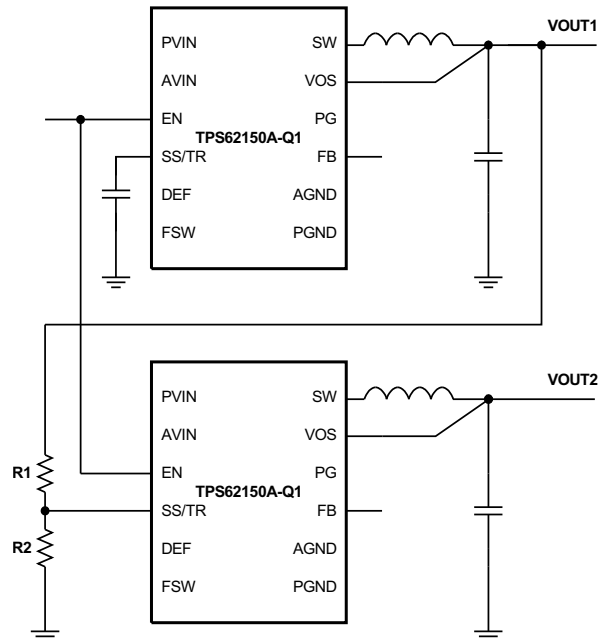 VOUT1
PVIN SW
AVIN VOS
EN PG
TPS62150A-Q1
SS/TR FB
DEF AGND
FSW PGND
VOUT2
PVIN SW
AVIN VOS
R1
EN PG
TPS62150A-Q1
SS/TR FB
R2
DEF AGND
FSW PGND